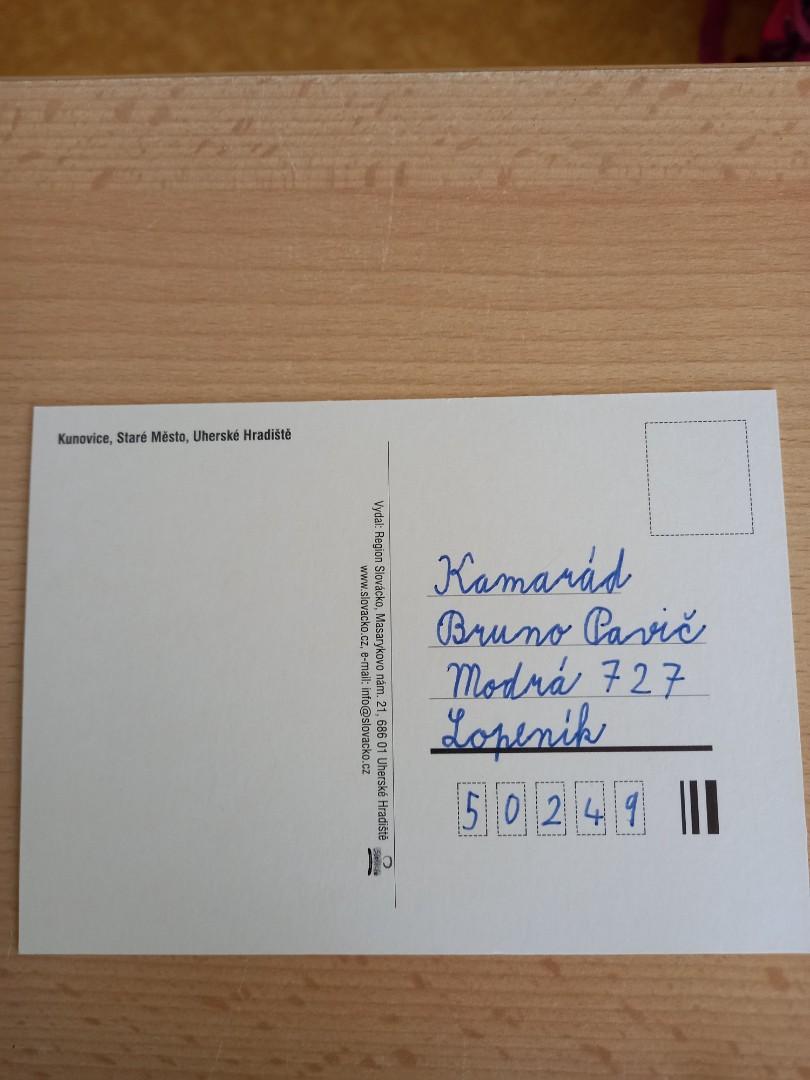 Kunovice, Staré Město, Uherské Hradiště
Vydal: Region Slovácko, Masarykovo nám. 21, 686 01 Uherské Hradiště
www.slovacko.cz, e-mail: info@slovacko.cz
Kamarád
Bruno Pavič
Modrá 727
Lopeník
50249